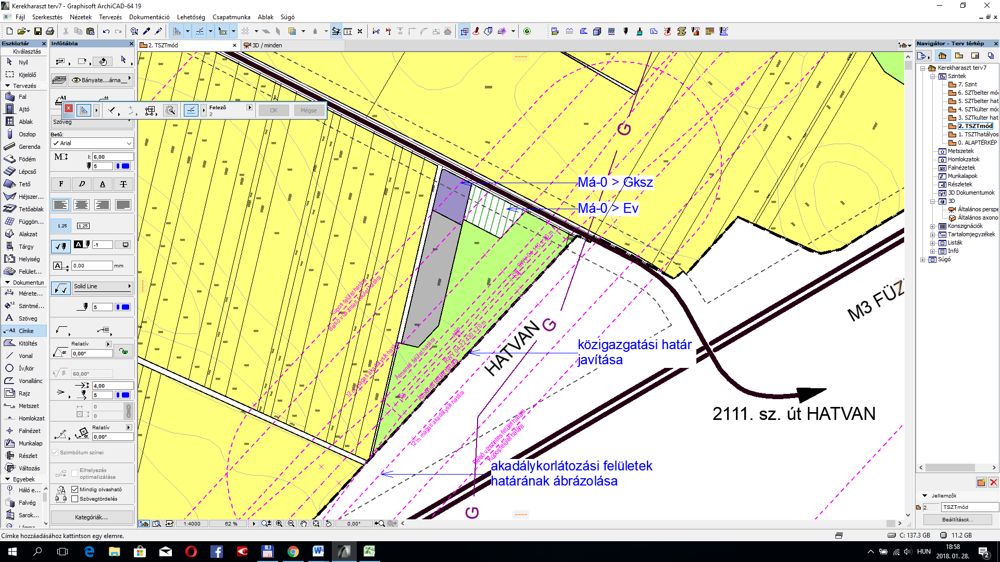 Kerekharaszt terv7 - Graphisoft ArchiCAD-64 19
Fájl Szerkesztés Nézetek Tervezés Dokumentáció Lehetőség Csapatmunka Ablak Súgó
Eszköztár
Kiválasztás
Nyíl
Kijelölő
Tervezés
Fal
Ajtó
Ablak
Oszlop
Gerenda
Födém
Lépcső
Tető
Héjszer...
Tetőablak
Függön...
Alakzat
Tárgy
Helyiség
Felület...
Dokumentun
Mérete...
Szintmé...
Szöveg
Címke
Kitöltés
Vonal
Ív/kör
Vonallánc
Rajz
Metszet
Homlokzat
Falnézet
Munkalap
Részlet
Változás
Egyebek
Háló e...
Falvég
Sarok...
Infótábla
Bányate...árna__
Szöveg
Betű:
Arial
I: 6,00
5
1.25 1.25
-1
0,00 mm
Solid Line
5
Relatív
0,00°
60,00°
4,00
5
0
0
Relatív
0,00°
Szimbólum színei
Elhelyezés
optimalizálása
Mindig olvasható
Szövegtördelés
Kategóriák...
2. TSZTmód
3D / minden
Felező
2
OK Mégse
Má-0 > Gksz
Má-0 > Ev
G
G
G
HATVAN
közigazgatási határ
javítása
akadálykorlátozási felületek
határának ábrázolása
2111. sz. út HATVAN
M3 FÜZ
Kúpos felület határa
Belső vízszintes felület határa
12 m magas akadálysík határa
Átmeneti felület határa
12 m magas akadálysík határa
Belső vízszintes felület határa
Kúpos felület határa
1:4000 62 % 0,00°
Navigátor - Terv térkép
Kerekharaszt terv7
Szintek
7. Szint
6. SZTbelter mó
5. SZTbelter hat
4. SZTkülter mód
3. SZTkulter hat
2. TSZTmód
1. TSZThatályos
0. ALAPTÉRKÉP
Metszetek
Homlokzatok
Falnézetek
Munkalapok
Részletek
3D Dokumentumok
3D
Általános perspe
Általános axono
Konszignációk
Tartalomjegyzékek
Listák
Infó
Súgó
Jellemzők
2. TSZTmód
Beállítások...
Címke hozzáadásához kattintson egy elemre.
C: 137.3 GB 11.2 GB
HUN
18:58
2018. 01. 28.
2